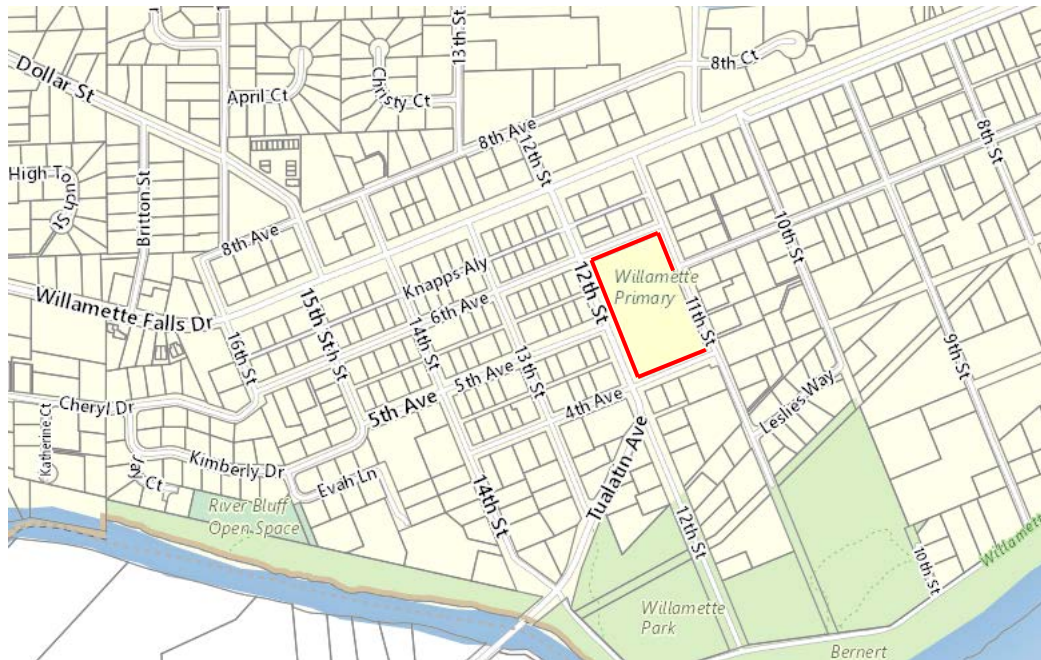 Dollar St
April Ct
Christy Ct
13th St
8th Ct
8th Ave
12th St
8th St
High To
uch St
Britton St
8th Ave
10th St
Knapps Aly
Willamette
Primary
12th St
11th St
Willamette Falls Dr
6th Ave
15th St
h St
16th St
14th St
13th St
9th St
5th Ave
5th Ave
4th Ave
Cheryl Dr
Leslies Way
Katherine Ct
Jay Ct
Kimberly Dr
Evah Ln
Tualatin Ave
River Bluff
Open Space
14th St
12th St
10th St
Willamett
Willamette
Park
Bernert